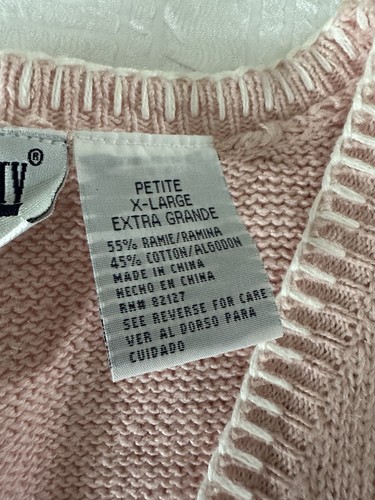 ®
PETITE
X-LARGE
EXTRA GRANDE
55% RAMIE/RAMINA
45% COTTON/ALGODON
MADE IN CHINA
HECHO EN CHINA
RN# 82127
SEE REVERSE FOR CARE
VER AL DORSO PARA
CUIDADO